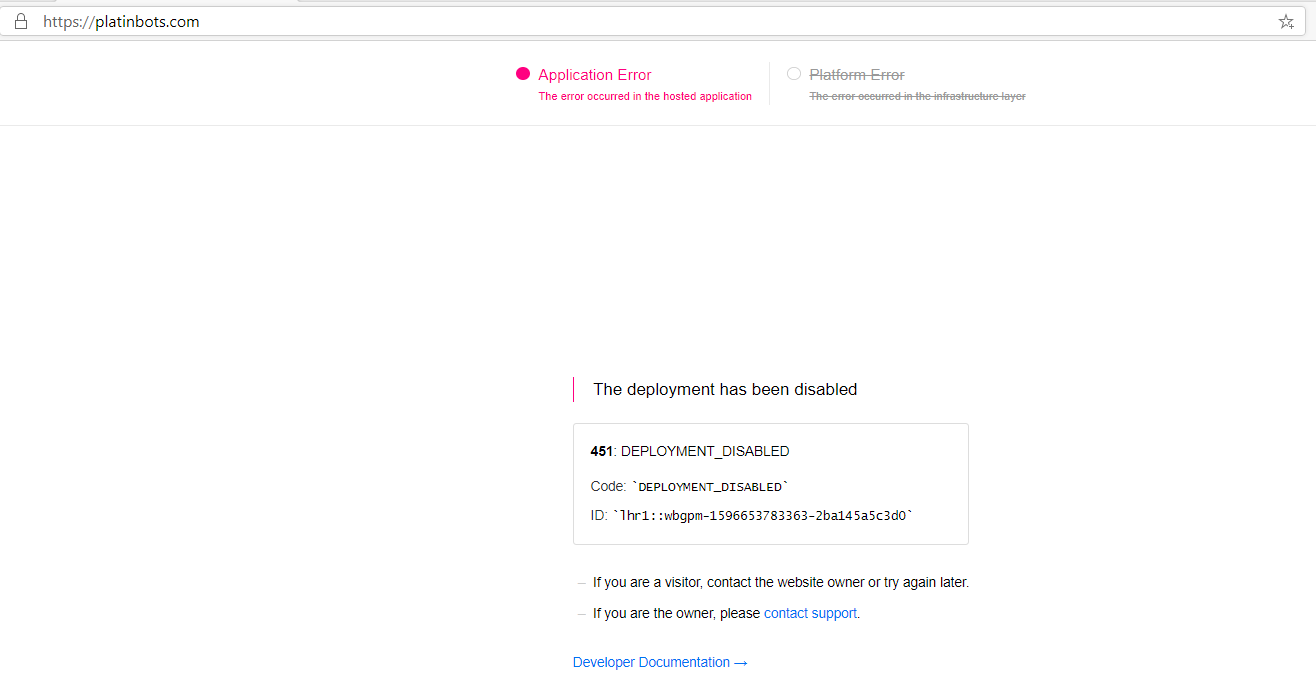 https://platinbots.com
Application Error
The error occurred in the hosted application
Platform Error
The error occurred in the infrastructure layer
The deployment has been disabled
451: DEPLOYMENT_DISABLED
Code: `DEPLOYMENT_DISABLED`
ID: `lhr1::wbgpm-1596653783363-2ba145a5c3d0`
– If you are a visitor, contact the website owner or try again later.
– If you are the owner, please contact support.
Developer Documentation →